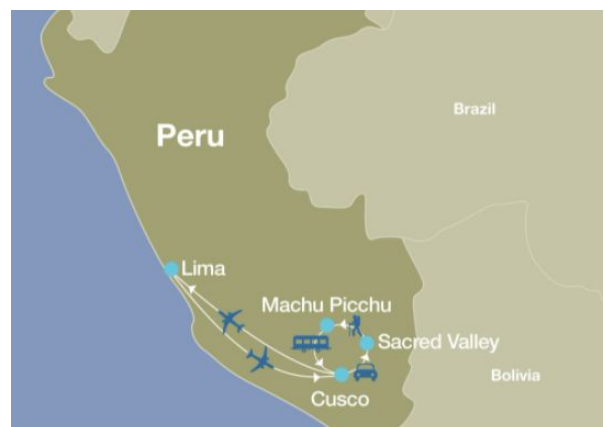 Brazil
Peru
Lima
Machu Picchu
Sacred Valley
Bolivia
Cusco